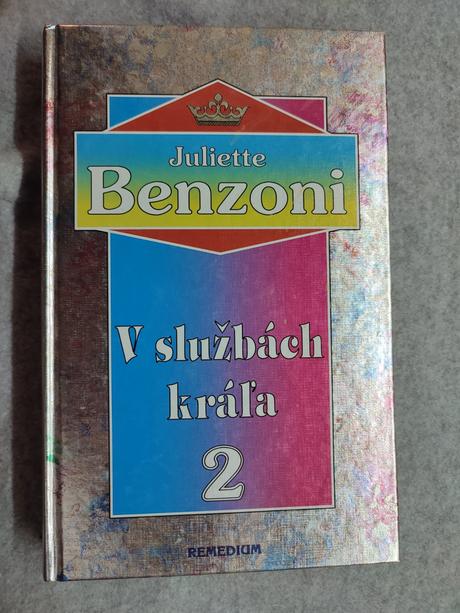 Juliette
Benzoni
V službách
kráľa
2
REMEDIUM